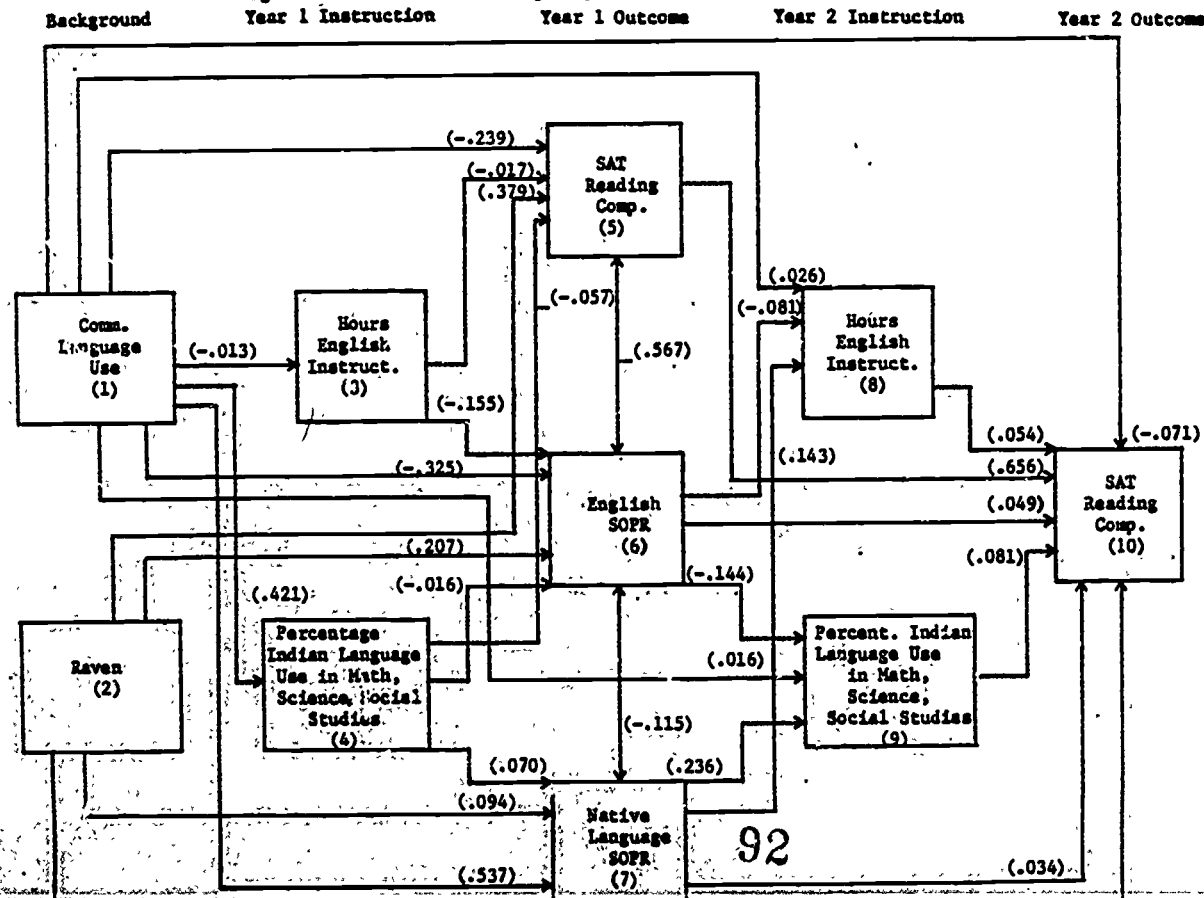 Background Year 1 Instruction Year 1 Outcome Year 2 Instruction Year 2 Outcome
(-.239)
(-.017)
(.379)
SAT
Reading
Comp.
(5)
(-.057)
(.567)
(.026)
(-.081)
Comm.
Language
Use
(1)
(-.013)
Hours
English
Instruct.
(3)
Hours
English
Instruct.
(8)
(-.155)
(-.325)
(.207)
(-.016)
English
SOPR
(6)
(.143)
(.054)
(-.071)
(.656)
(.049)
(.081)
SAT
Reading
Comp.
(10)
(-.144)
(.421)
Raven
(2)
Percentage
Indian Language
Use in Math,
Science, Social
Studies
(4)
(.016)
Percent. Indian
Language Use
in Math,
Science,
Social Studies
(9)
(-.115)
(.070)
(.236)
(.094)
Native
Language
SOPR
(7)
92
(.537)
(.034)